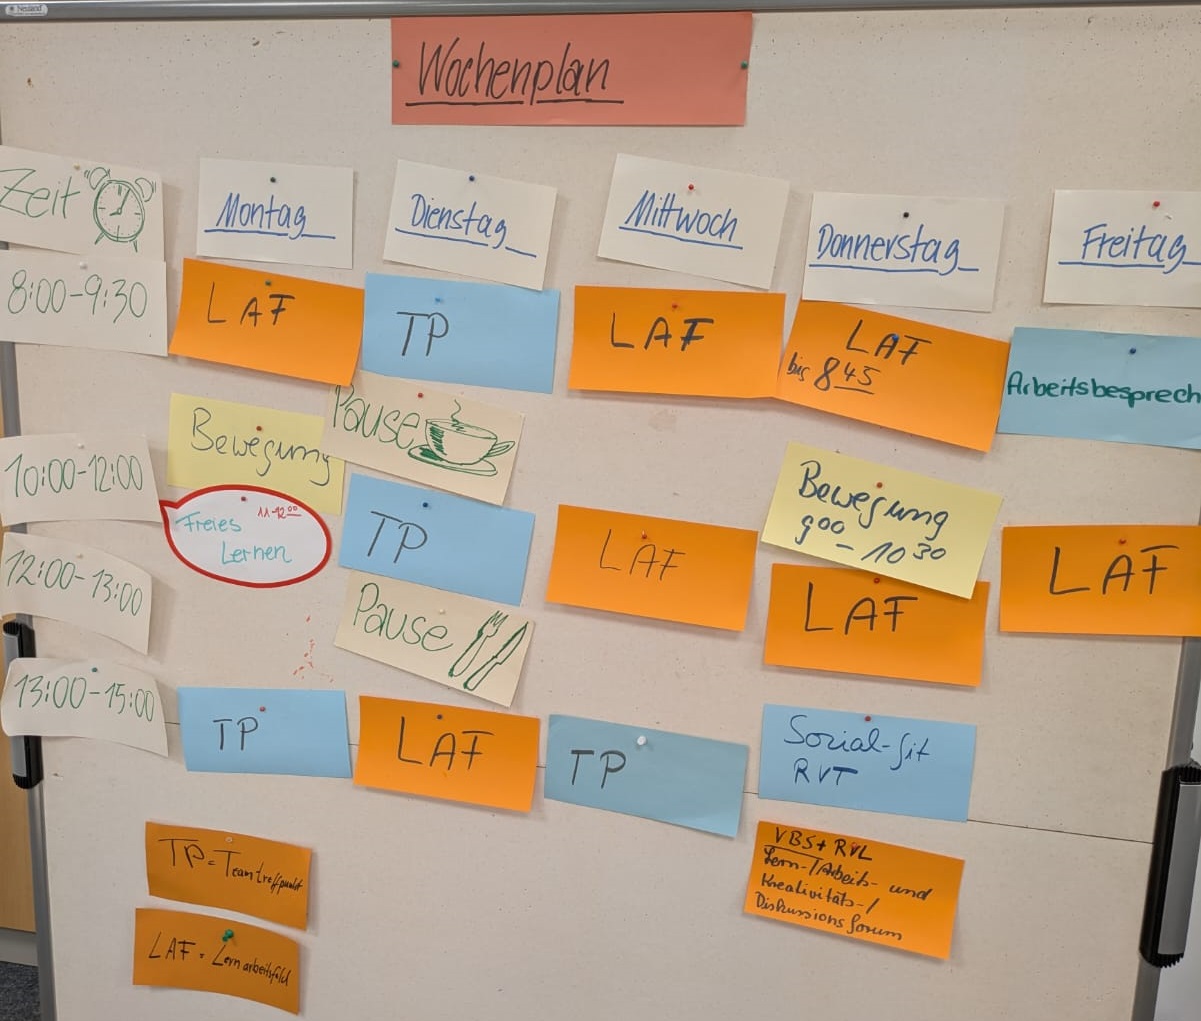 Neuland
Wochenplan
Zeit
Montag
Dienstag
Mittwoch
Donnerstag
Freitag
8:00-9:30
LAF
TP
LAF
LAF
bis 8 45
Arbeitsbesprech
Pause
10:00-12:00
Bewegung
Freies
11-12 00
Lernen
TP
LAF
Bewegung
9 00 - 10 30
LAF
LAF
12:00-13:00
Pause
13:00-15:00
TP
LAF
TP
Sozial-fit
RVT
TP = Teamtreffpunkt
LAF = Lernarbeitsfeld
VBS + RVL
Lern-/Arbeits- und
Kreativitäts-/
Diskussionsforum